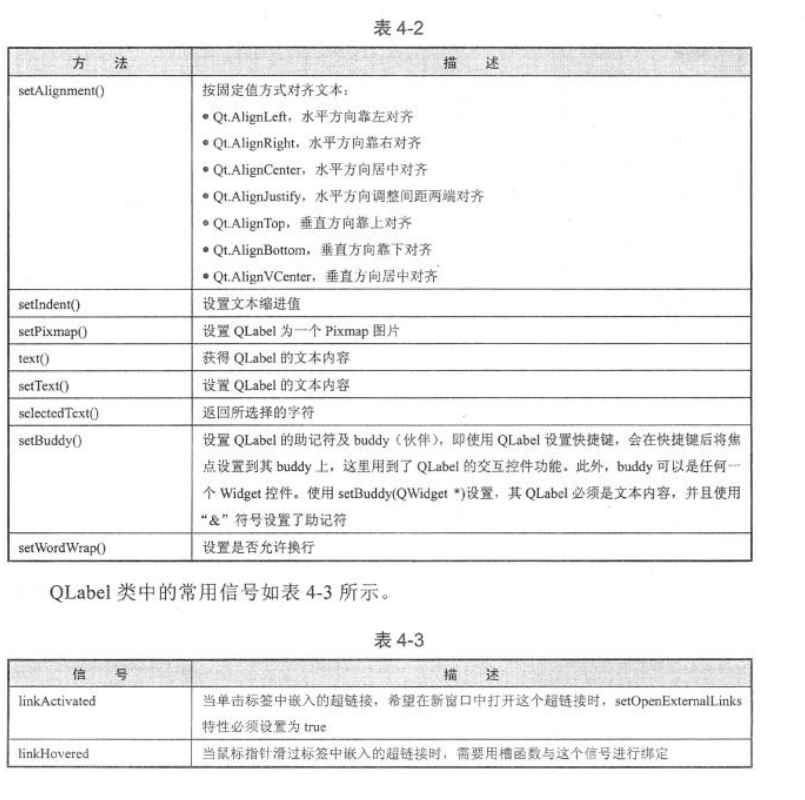 表 4-2
方 法 描 述
setAlignment() 按固定值方式对齐文本：
● Qt.AlignLeft，水平方向靠左对齐
● Qt.AlignRight，水平方向靠右对齐
● Qt.AlignCenter，水平方向居中对齐
● Qt.AlignJustify，水平方向调整间距两端对齐
● Qt.AlignTop，垂直方向靠上对齐
● Qt.AlignBottom，垂直方向靠下对齐
● Qt.AlignVCenter，垂直方向居中对齐
setIndent() 设置文本缩进值
setPixmap() 设置 QLabel 为一个 Pixmap 图片
text() 获得 QLabel 的文本内容
setText() 设置 QLabel 的文本内容
selectedText() 返回所选择的字符
setBuddy() 设置 QLabel 的助记符及 buddy（伙伴），即使用 QLabel 设置快捷键，会在快捷键后将焦
点设置到其 buddy 上，这里用到了 QLabel 的交互控件功能。此外，buddy 可以是任何一
个 Widget 控件。使用 setBuddy(QWidget *)设置，其 QLabel 必须是文本内容，并且使用
“&”符号设置了助记符
setWordWrap() 设置是否允许换行
QLabel 类中的常用信号如表 4-3 所示。
表 4-3
信 号 描 述
linkActivated 当单击标签中嵌入的超链接，希望在新窗口中打开这个超链接时，setOpenExternalLinks
特性必须设置为 true
linkHovered 当鼠标指针滑过标签中嵌入的超链接时，需要用槽函数与这个信号进行绑定